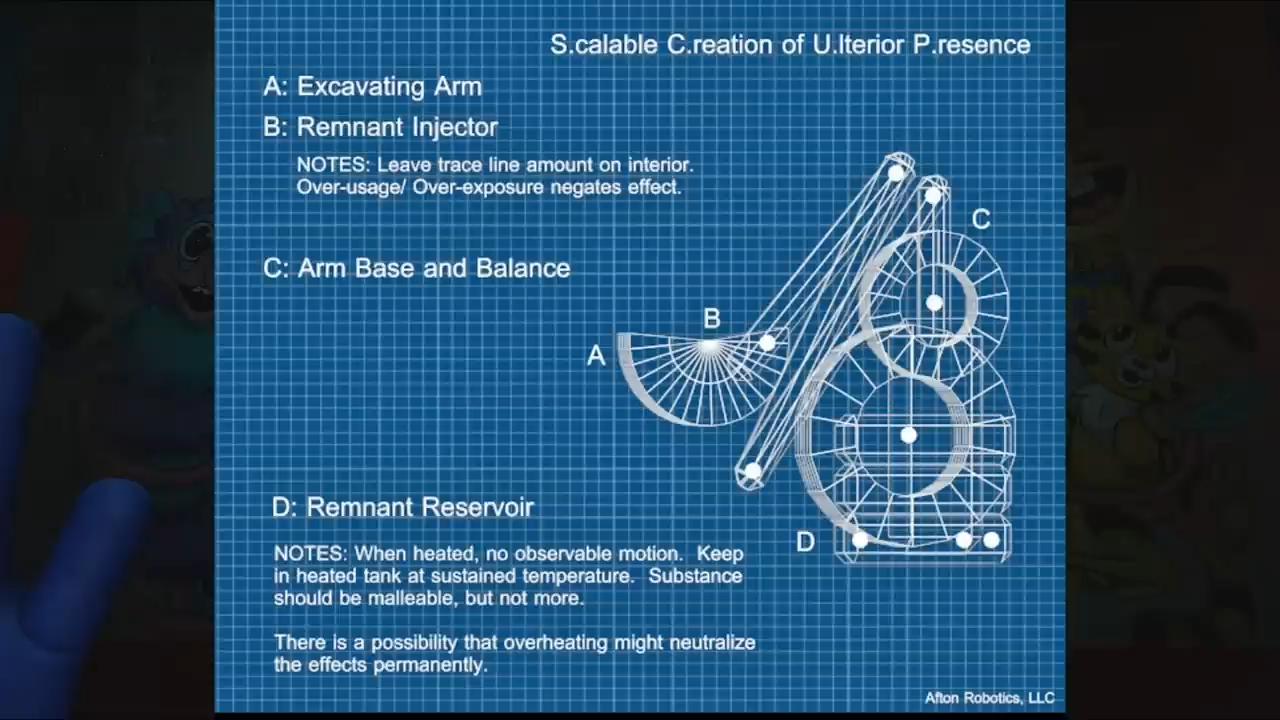 S.calable C.reation of U.lterior P.resence
A: Excavating Arm
B: Remnant Injector
NOTES: Leave trace line amount on interior.
Over-usage/ Over-exposure negates effect.
C
C: Arm Base and Balance
B
A
D: Remnant Reservoir
D
NOTES: When heated, no observable motion. Keep
in heated tank at sustained temperature. Substance
should be malleable, but not more.
There is a possibility that overheating might neutralize
the effects permanently.
Afton Robotics, LLC